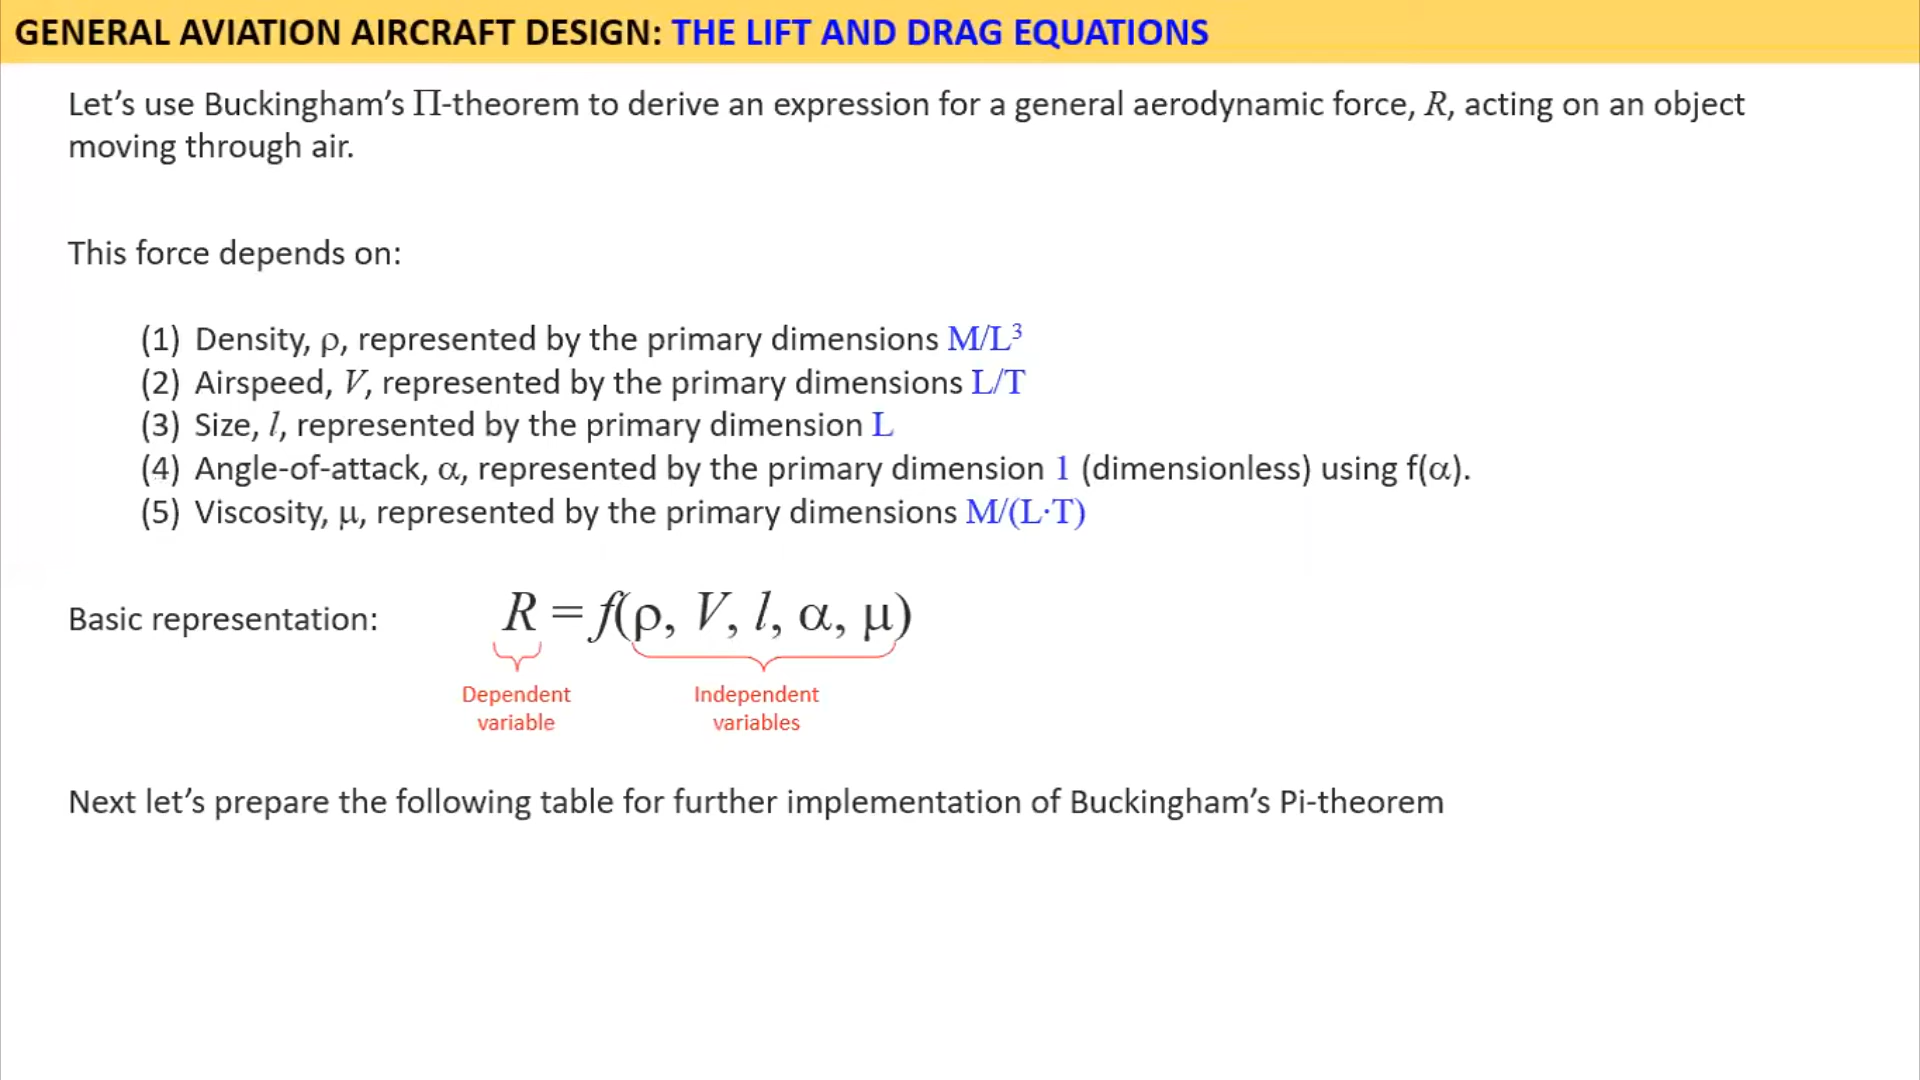 GENERAL AVIATION AIRCRAFT DESIGN: THE LIFT AND DRAG EQUATIONS
Let's use Buckingham's Π-theorem to derive an expression for a general aerodynamic force, R, acting on an object
moving through air.
This force depends on:
(1) Density, ρ, represented by the primary dimensions M/L³
(2) Airspeed, V, represented by the primary dimensions L/T
(3) Size, l, represented by the primary dimension L
(4) Angle-of-attack, α, represented by the primary dimension 1 (dimensionless) using f(α).
(5) Viscosity, μ, represented by the primary dimensions M/(L·T)
Basic representation: R = f(ρ, V, l, α, μ)
Dependent variable
Independent variables
Next let's prepare the following table for further implementation of Buckingham's Pi-theorem